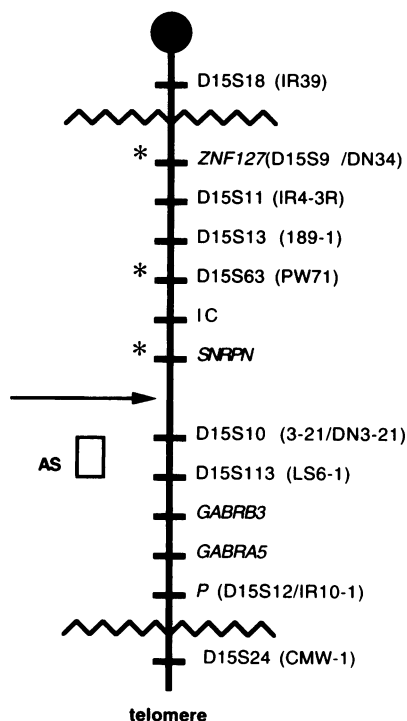 D15S18 (IR39)
* ZNF127(D15S9 /DN34)
D15S11 (IR4-3R)
D15S13 (189-1)
* D15S63 (PW71)
IC
* SNRPN
D15S10 (3-21/DN3-21)
AS
D15S113 (LS6-1)
GABRB3
GABRA5
P (D15S12/IR10-1)
D15S24 (CMW-1)
telomere